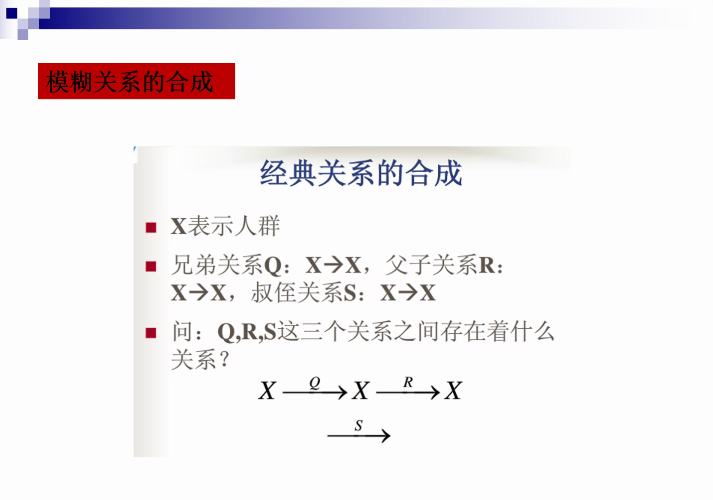 模糊关系的合成
经典关系的合成
X表示人群
兄弟关系Q：X→X，父子关系R：
X→X，叔侄关系S：X→X
问：Q,R,S这三个关系之间存在着什么
关系？
X —Q→ X —R→ X
—S→